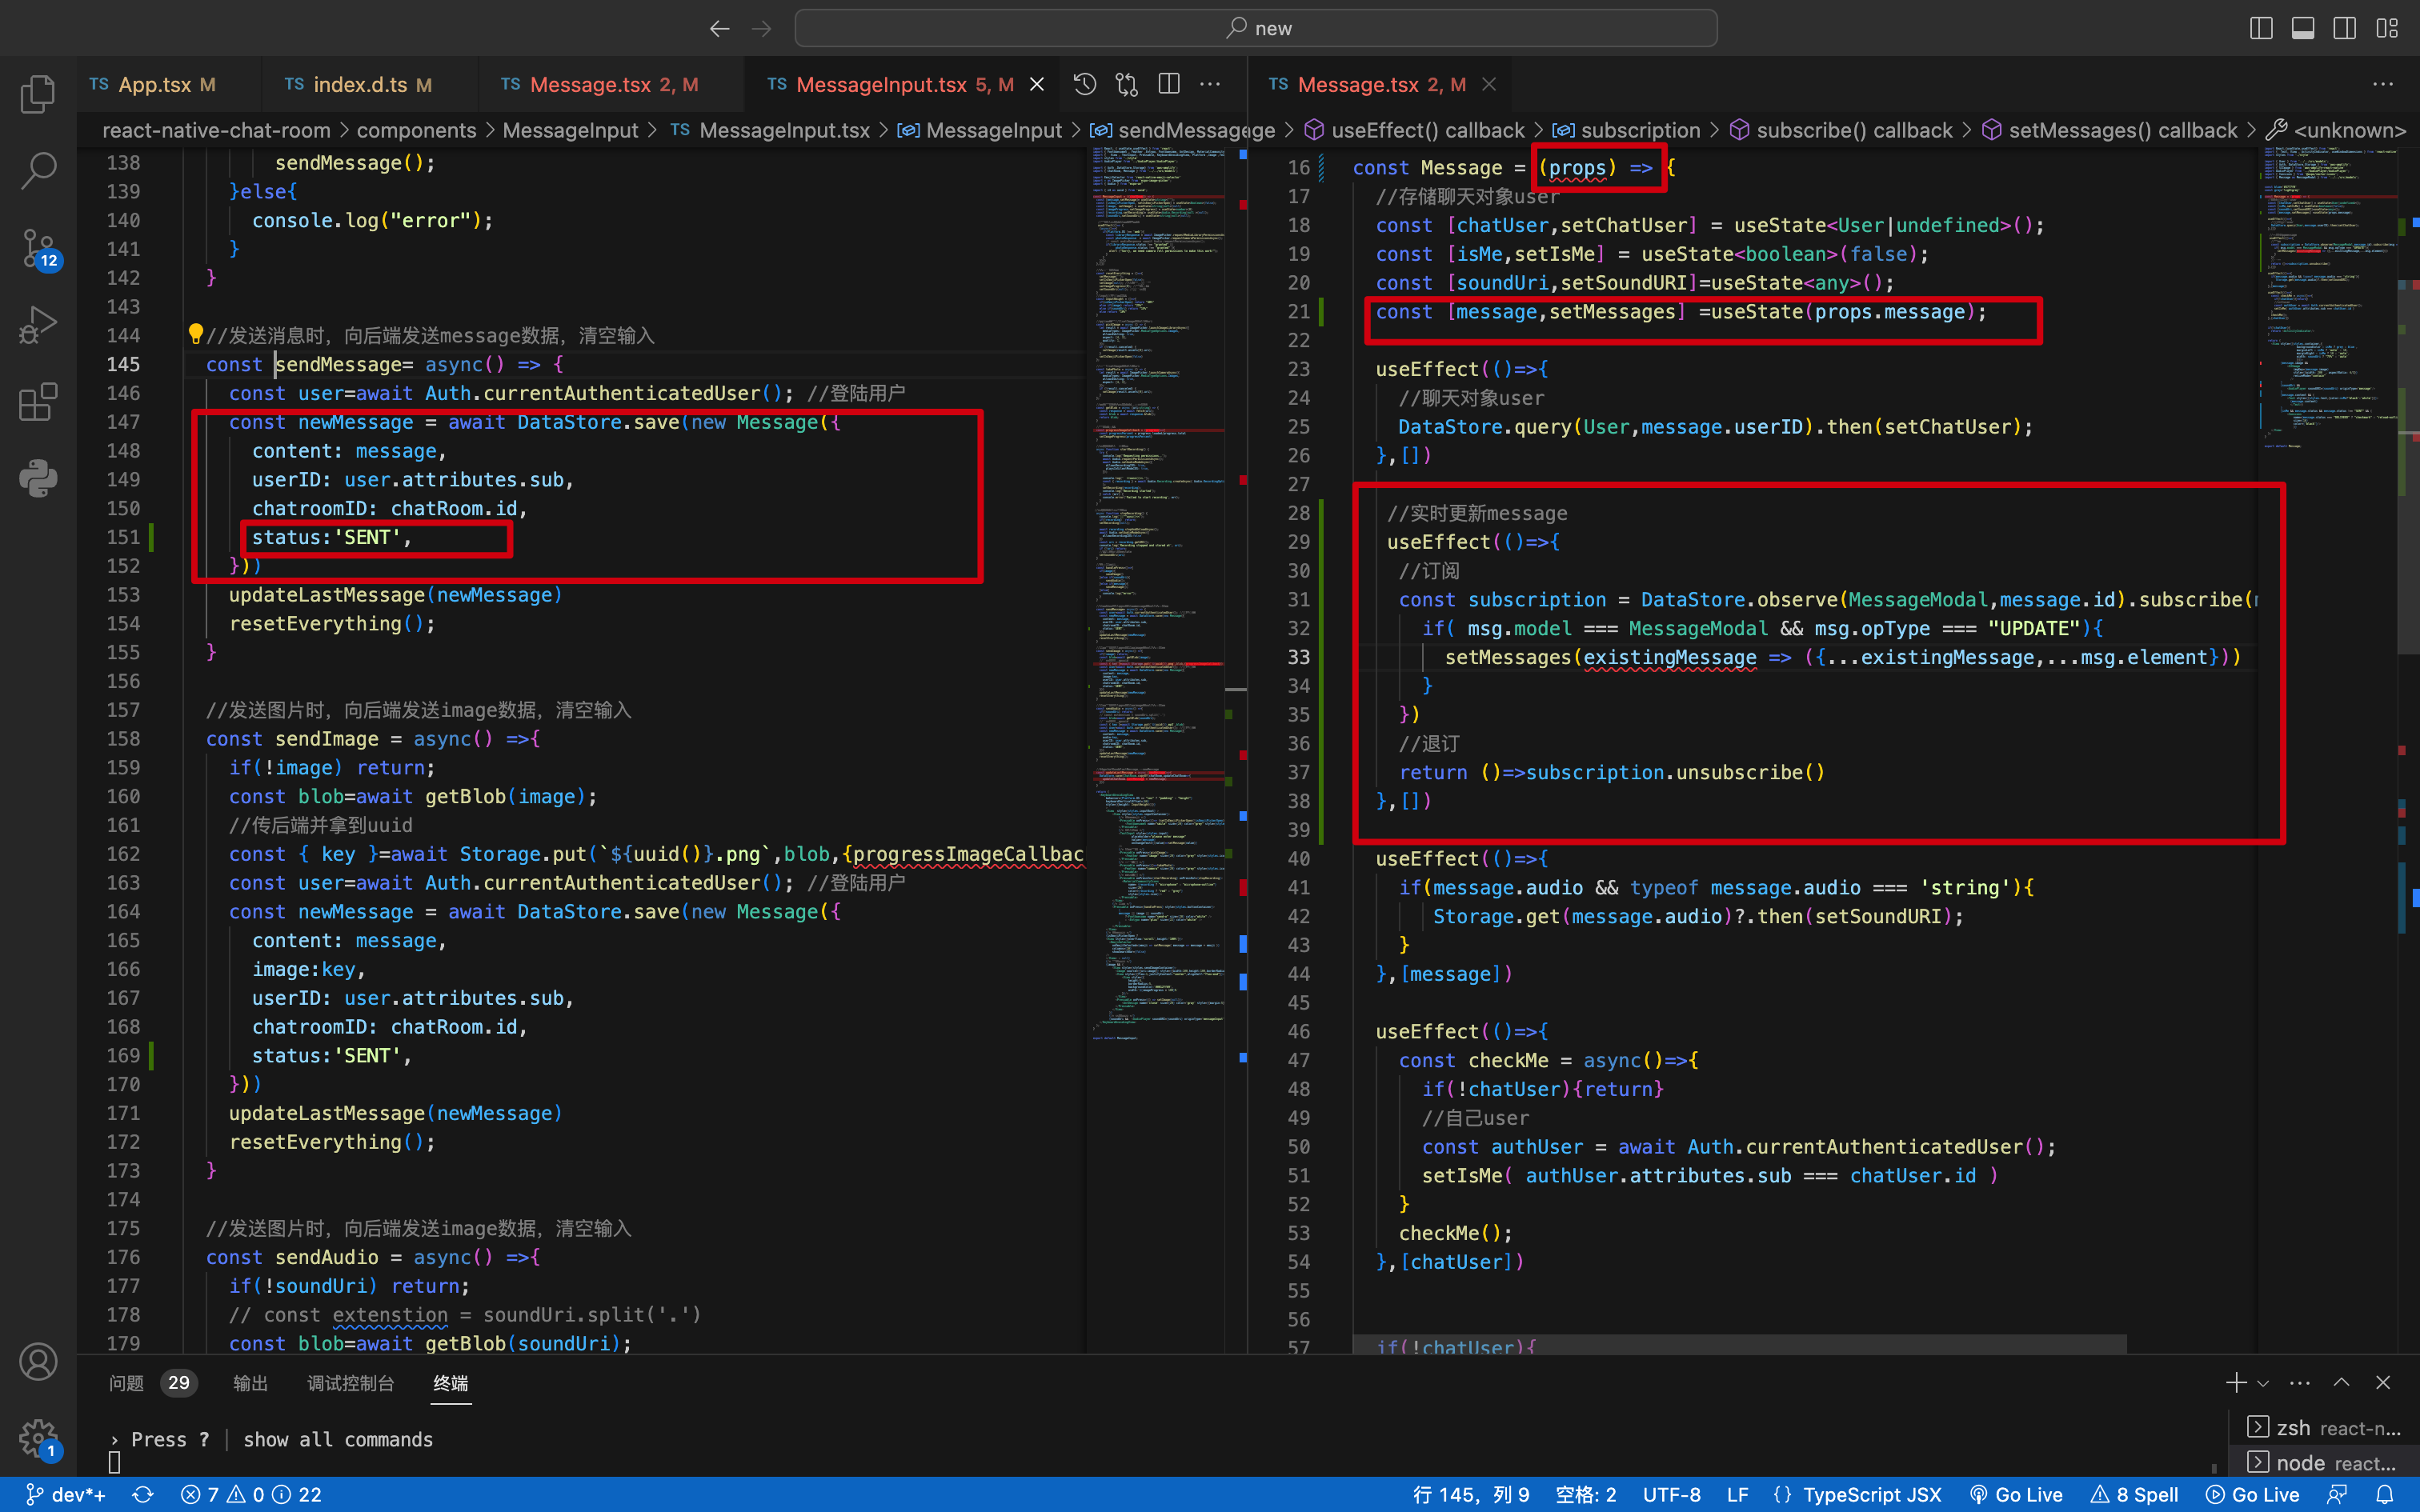 new
TS App.tsx M
TS index.d.ts M
TS Message.tsx 2, M
TS MessageInput.tsx 5, M
TS Message.tsx 2, M
react-native-chat-room > components > MessageInput > TS MessageInput.tsx > MessageInput > sendMessage
useEffect() callback > subscription > subscribe() callback > setMessages() callback > <unknown>
138 sendMessage();
139 }else{
140 console.log("error");
141 }
142 }
143
144 //发送消息时，向后端发送message数据，清空输入
145 const sendMessage= async() => {
146 const user=await Auth.currentAuthenticatedUser(); //登陆用户
147 const newMessage = await DataStore.save(new Message({
148 content: message,
149 userID: user.attributes.sub,
150 chatroomID: chatRoom.id,
151 status:'SENT',
152 }))
153 updateLastMessage(newMessage)
154 resetEverything();
155 }
156
157 //发送图片时，向后端发送image数据，清空输入
158 const sendImage = async() =>{
159 if(!image) return;
160 const blob=await getBlob(image);
161 //传后端并拿到uuid
162 const { key }=await Storage.put(`${uuid()}.png`,blob,{progressImageCallbac
163 const user=await Auth.currentAuthenticatedUser(); //登陆用户
164 const newMessage = await DataStore.save(new Message({
165 content: message,
166 image:key,
167 userID: user.attributes.sub,
168 chatroomID: chatRoom.id,
169 status:'SENT',
170 }))
171 updateLastMessage(newMessage)
172 resetEverything();
173 }
174
175 //发送图片时，向后端发送image数据，清空输入
176 const sendAudio = async() =>{
177 if(!soundUri) return;
178 // const extenstion = soundUri.split('.')
179 const blob=await getBlob(soundUri);
16 const Message = (props) => {
17 //存储聊天对象user
18 const [chatUser,setChatUser] = useState<User|undefined>();
19 const [isMe,setIsMe] = useState<boolean>(false);
20 const [soundUri,setSoundURI]=useState<any>();
21 const [message,setMessages] =useState(props.message);
22
23 useEffect(()=>{
24 //聊天对象user
25 DataStore.query(User,message.userID).then(setChatUser);
26 },[])
27
28 //实时更新message
29 useEffect(()=>{
30 //订阅
31 const subscription = DataStore.observe(MessageModal,message.id).subscribe(
32 if( msg.model === MessageModal && msg.opType === "UPDATE"){
33 setMessages(existingMessage => ({...existingMessage,...msg.element}))
34 }
35 })
36 //退订
37 return ()=>subscription.unsubscribe()
38 },[])
39
40 useEffect(()=>{
41 if(message.audio && typeof message.audio === 'string'){
42 Storage.get(message.audio)?.then(setSoundURI);
43 }
44 },[message])
45
46 useEffect(()=>{
47 const checkMe = async()=>{
48 if(!chatUser){return}
49 //自己user
50 const authUser = await Auth.currentAuthenticatedUser();
51 setIsMe( authUser.attributes.sub === chatUser.id )
52 }
53 checkMe();
54 },[chatUser])
55
56
57 if(!chatUser){
问题 29 输出 调试控制台 终端
› Press ? | show all commands
zsh react-n...
node react...
12
1
dev*+ 7 0 22 行 145，列 9 空格: 2 UTF-8 LF {} TypeScript JSX Go Live 8 Spell Go Live